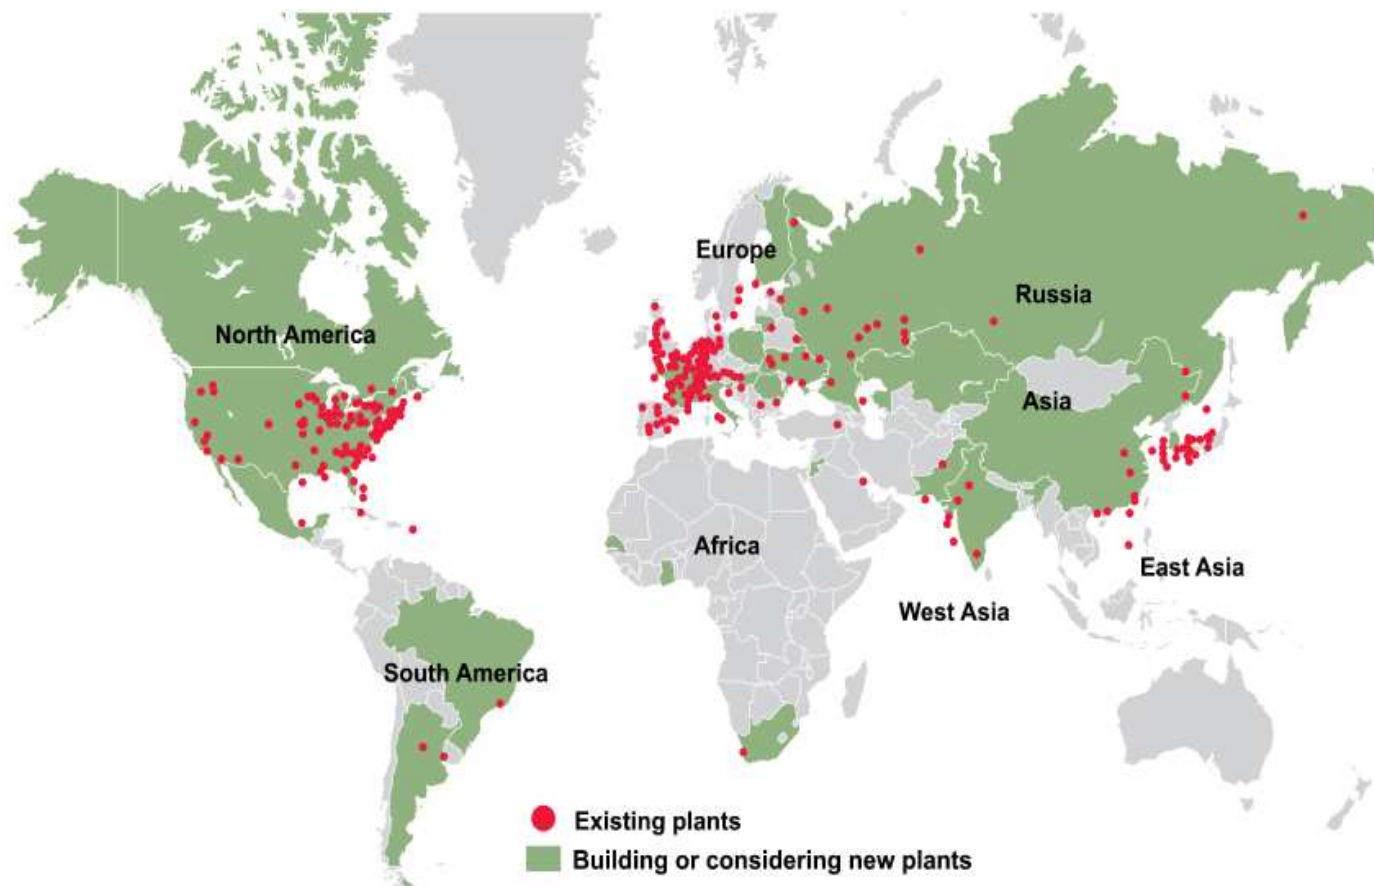 Europe
Russia
North America
Asia
Africa
East Asia
West Asia
South America
Existing plants
Building or considering new plants